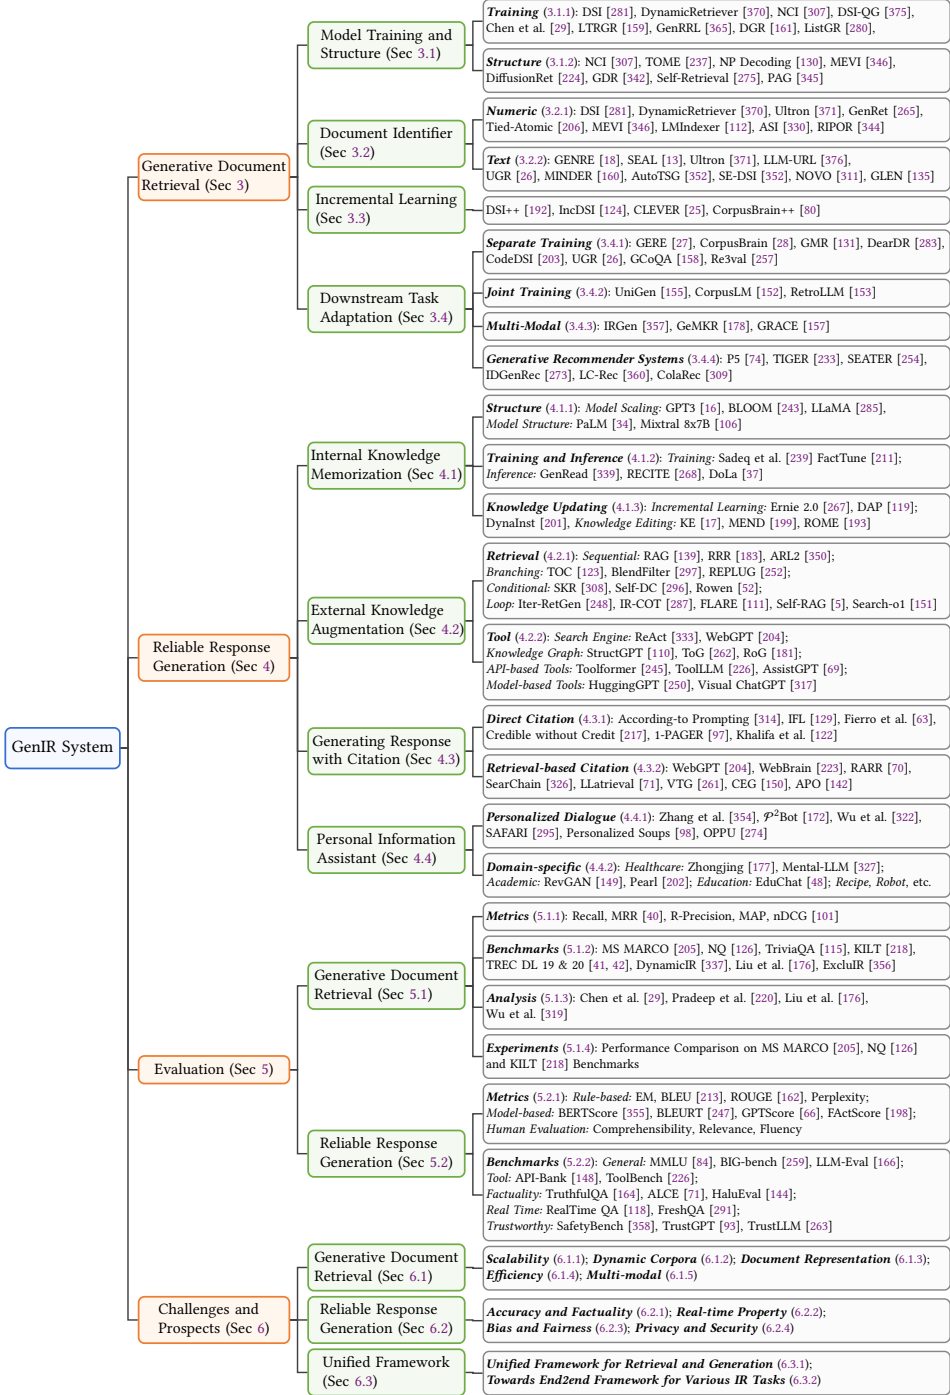 GenIR System
Generative Document
Retrieval (Sec 3)
Model Training and
Structure (Sec 3.1)
Training (3.1.1): DSI [281], DynamicRetriever [370], NCI [307], DSI-QG [375],
Chen et al. [29], LTRGR [159], GenRRL [365], DGR [161], ListGR [280],
Structure (3.1.2): NCI [307], TOME [237], NP Decoding [130], MEVI [346],
DiffusionRet [224], GDR [342], Self-Retrieval [275], PAG [345]
Document Identifier
(Sec 3.2)
Numeric (3.2.1): DSI [281], DynamicRetriever [370], Ultron [371], GenRet [265],
Tied-Atomic [206], MEVI [346], LMIndexer [112], ASI [330], RIPOR [344]
Text (3.2.2): GENRE [18], SEAL [13], Ultron [371], LLM-URL [376],
UGR [26], MINDER [160], AutoTSG [352], SE-DSI [352], NOVO [311], GLEN [135]
Incremental Learning
(Sec 3.3)
DSI++ [192], IncDSI [124], CLEVER [25], CorpusBrain++ [80]
Downstream Task
Adaptation (Sec 3.4)
Separate Training (3.4.1): GERE [27], CorpusBrain [28], GMR [131], DearDR [283],
CodeDSI [203], UGR [26], GCoQA [158], Re3val [257]
Joint Training (3.4.2): UniGen [155], CorpusLM [152], RetroLLM [153]
Multi-Modal (3.4.3): IRGen [357], GeMKR [178], GRACE [157]
Generative Recommender Systems (3.4.4): P5 [74], TIGER [233], SEATER [254],
IDGenRec [273], LC-Rec [360], ColaRec [309]
Reliable Response
Generation (Sec 4)
Internal Knowledge
Memorization (Sec 4.1)
Structure (4.1.1): Model Scaling: GPT3 [16], BLOOM [243], LLaMA [285],
Model Structure: PaLM [34], Mixtral 8x7B [106]
Training and Inference (4.1.2): Training: Sadeq et al. [239] FactTune [211];
Inference: GenRead [339], RECITE [268], DoLa [37]
Knowledge Updating (4.1.3): Incremental Learning: Ernie 2.0 [267], DAP [119];
DynaInst [201], Knowledge Editing: KE [17], MEND [199], ROME [193]
External Knowledge
Augmentation (Sec 4.2)
Retrieval (4.2.1): Sequential: RAG [139], RRR [183], ARL2 [350];
Branching: TOC [123], BlendFilter [297], REPLUG [252];
Conditional: SKR [308], Self-DC [296], Rowen [52];
Loop: Iter-RetGen [248], IR-COT [287], FLARE [111], Self-RAG [5], Search-o1 [151]
Tool (4.2.2): Search Engine: ReAct [333], WebGPT [204];
Knowledge Graph: StructGPT [110], ToG [262], RoG [181];
API-based Tools: Toolformer [245], ToolLLM [226], AssistGPT [69];
Model-based Tools: HuggingGPT [250], Visual ChatGPT [317]
Generating Response
with Citation (Sec 4.3)
Direct Citation (4.3.1): According-to Prompting [314], IFL [129], Fierro et al. [63],
Credible without Credit [217], 1-PAGER [97], Khalifa et al. [122]
Retrieval-based Citation (4.3.2): WebGPT [204], WebBrain [223], RARR [70],
SearChain [326], LLatrieval [71], VTG [261], CEG [150], APO [142]
Personal Information
Assistant (Sec 4.4)
Personalized Dialogue (4.4.1): Zhang et al. [354], P²Bot [172], Wu et al. [322],
SAFARI [295], Personalized Soups [98], OPPU [274]
Domain-specific (4.4.2): Healthcare: Zhongjing [177], Mental-LLM [327];
Academic: RevGAN [149], Pearl [202]; Education: EduChat [48]; Recipe, Robot, etc.
Evaluation (Sec 5)
Generative Document
Retrieval (Sec 5.1)
Metrics (5.1.1): Recall, MRR [40], R-Precision, MAP, nDCG [101]
Benchmarks (5.1.2): MS MARCO [205], NQ [126], TriviaQA [115], KILT [218],
TREC DL 19 & 20 [41, 42], DynamicIR [337], Liu et al. [176], ExcluIR [356]
Analysis (5.1.3): Chen et al. [29], Pradeep et al. [220], Liu et al. [176],
Wu et al. [319]
Experiments (5.1.4): Performance Comparison on MS MARCO [205], NQ [126]
and KILT [218] Benchmarks
Reliable Response
Generation (Sec 5.2)
Metrics (5.2.1): Rule-based: EM, BLEU [213], ROUGE [162], Perplexity;
Model-based: BERTScore [355], BLEURT [247], GPTScore [66], FActScore [198];
Human Evaluation: Comprehensibility, Relevance, Fluency
Benchmarks (5.2.2): General: MMLU [84], BIG-bench [259], LLM-Eval [166];
Tool: API-Bank [148], ToolBench [226];
Factuality: TruthfulQA [164], ALCE [71], HaluEval [144];
Real Time: RealTime QA [118], FreshQA [291];
Trustworthy: SafetyBench [358], TrustGPT [93], TrustLLM [263]
Challenges and
Prospects (Sec 6)
Generative Document
Retrieval (Sec 6.1)
Scalability (6.1.1); Dynamic Corpora (6.1.2); Document Representation (6.1.3);
Efficiency (6.1.4); Multi-modal (6.1.5)
Reliable Response
Generation (Sec 6.2)
Accuracy and Factuality (6.2.1); Real-time Property (6.2.2);
Bias and Fairness (6.2.3); Privacy and Security (6.2.4)
Unified Framework
(Sec 6.3)
Unified Framework for Retrieval and Generation (6.3.1);
Towards End2end Framework for Various IR Tasks (6.3.2)